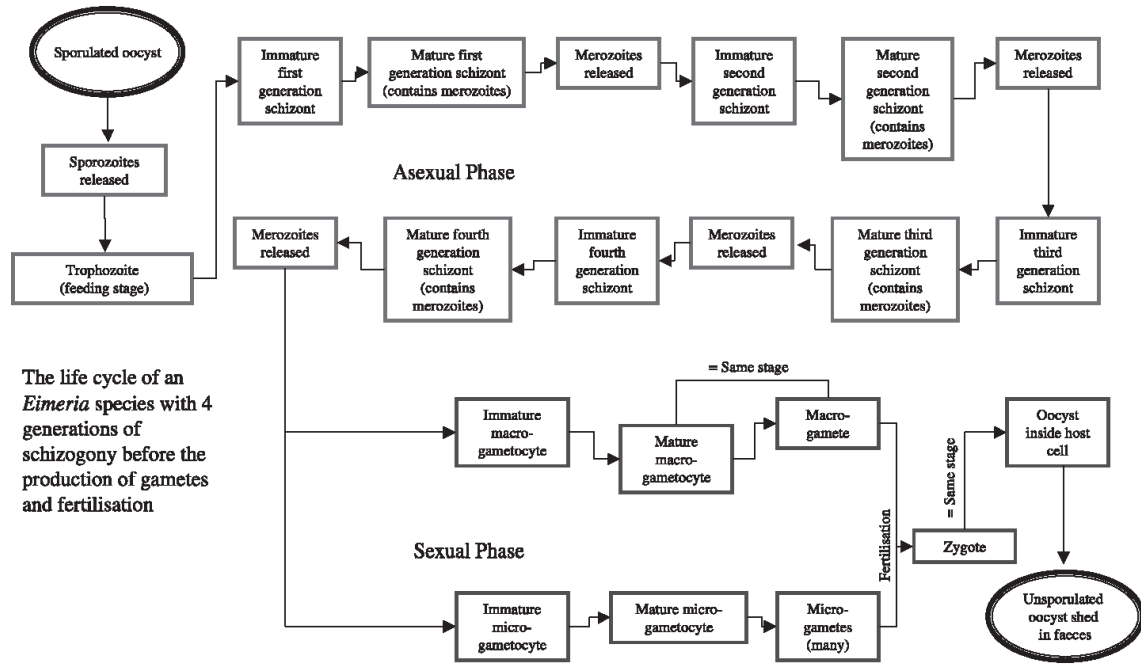 Sporulated oocyst
Sporozoites
released
Trophozoite
(feeding stage)
Immature
first
generation
schizont
Mature first
generation schizont
(contains merozoites)
Merozoites
released
Immature
second
generation
schizont
Mature
second
generation
schizont
(contains
merozoites)
Merozoites
released
Asexual Phase
Immature
third
generation
schizont
Mature third
generation
schizont
(contains
merozoites)
Merozoites
released
Immature
fourth
generation
schizont
Mature fourth
generation
schizont
(contains
merozoites)
Merozoites
released
The life cycle of an
Eimeria species with 4
generations of
schizogony before the
production of gametes
and fertilisation
= Same stage
Immature
macro-
gametocyte
Mature
macro-
gametocyte
Macro-
gamete
Sexual Phase
Immature
micro-
gametocyte
Mature micro-
gametocyte
Micro-
gametes
(many)
Fertilisation
Zygote
= Same stage
Oocyst
inside host
cell
Unsporulated
oocyst shed
in faeces